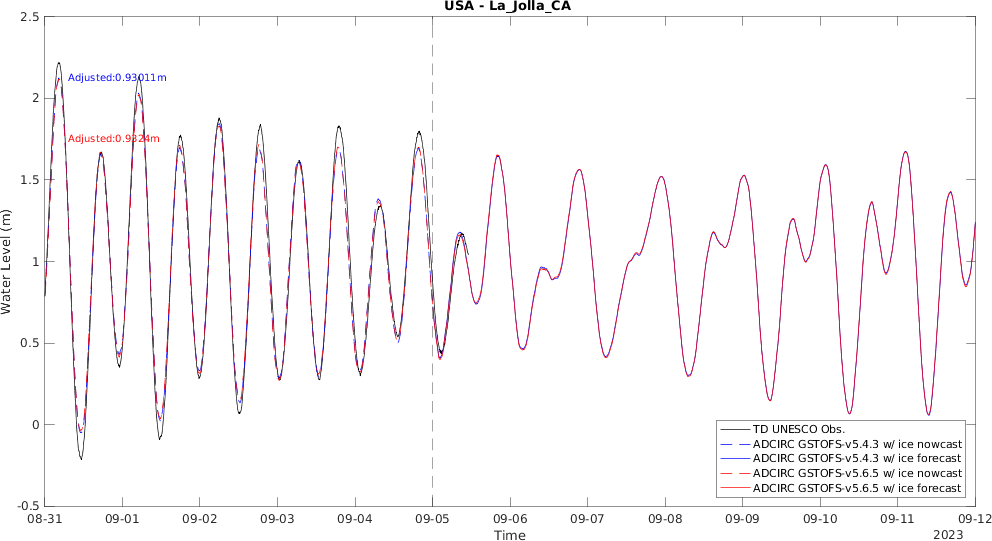 USA - La_Jolla_CA
2.5
2
1.5
1
0.5
0
-0.5
Water Level (m)
Adjusted:0.93011m
Adjusted:0.9324m
TD UNESCO Obs.
ADCIRC GSTOFS-v5.4.3 w/ ice nowcast
ADCIRC GSTOFS-v5.4.3 w/ ice forecast
ADCIRC GSTOFS-v5.6.5 w/ ice nowcast
ADCIRC GSTOFS-v5.6.5 w/ ice forecast
08-31 09-01 09-02 09-03 09-04 09-05 09-06 09-07 09-08 09-09 09-10 09-11 09-12
Time
2023